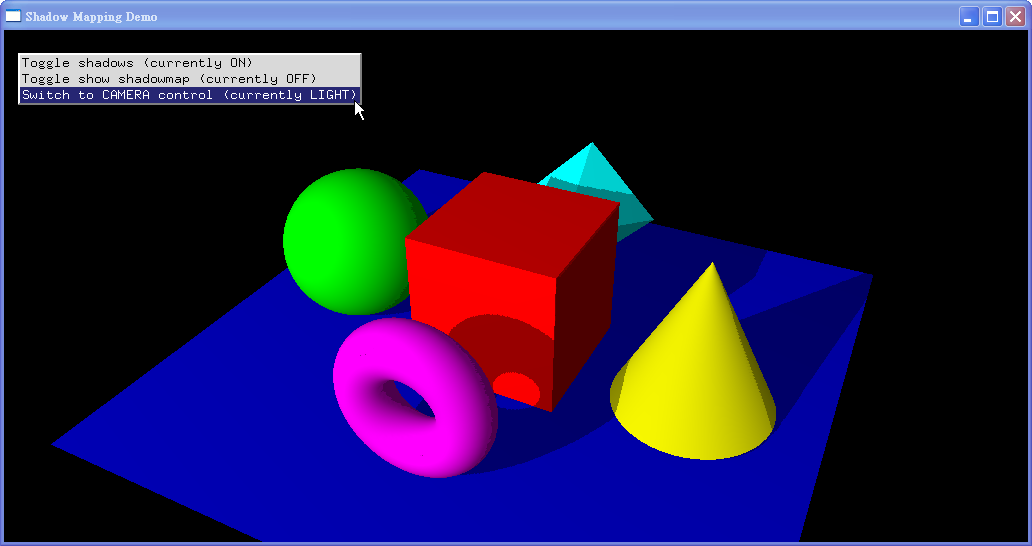 Shadow Mapping Demo
Toggle shadows (currently ON)
Toggle show shadowmap (currently OFF)
Switch to CAMERA control (currently LIGHT)